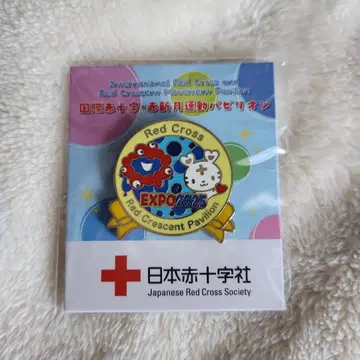 International Red Cross and
Red Crescent Movement Pavilion
国際赤十字・赤新月運動パビリオン
Red Cross
EXPO2025
Red Crescent Pavilion
日本赤十字社
Japanese Red Cross Society